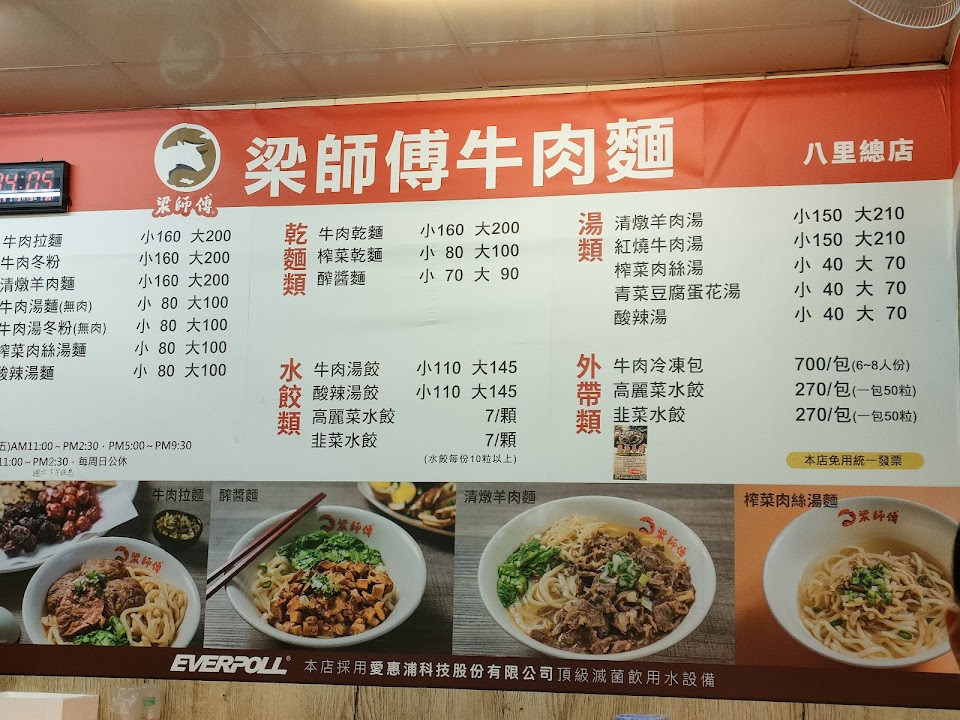 梁師傅牛肉麵
八里總店
梁師傅
4:05
牛肉拉麵 小160 大200
牛肉冬粉 小160 大200
清燉羊肉麵 小160 大200
牛肉湯麵(無肉) 小 80 大100
牛肉湯冬粉(無肉) 小 80 大100
榨菜肉絲湯麵 小 80 大100
酸辣湯麵 小 80 大100
五)AM11:00~PM2:30,PM5:00~PM9:30
11:00~PM2:30,每周日公休
乾麵類
牛肉乾麵 小160 大200
榨菜乾麵 小 80 大100
醡醬麵 小 70 大 90
水餃類
牛肉湯餃 小110 大145
酸辣湯餃 小110 大145
高麗菜水餃 7/顆
韭菜水餃 7/顆
(水餃每份10粒以上)
湯類
清燉羊肉湯 小150 大210
紅燒牛肉湯 小150 大210
榨菜肉絲湯 小 40 大 70
青菜豆腐蛋花湯 小 40 大 70
酸辣湯 小 40 大 70
外帶類
牛肉冷凍包 700/包(6~8人份)
高麗菜水餃 270/包(一包50粒)
韭菜水餃 270/包(一包50粒)
本店免用統一發票
牛肉拉麵
醡醬麵
清燉羊肉麵
榨菜肉絲湯麵
梁師傅
梁師傅
梁師傅
梁師傅
EVERPOLL® 本店採用愛惠浦科技股份有限公司頂級滅菌飲用水設備